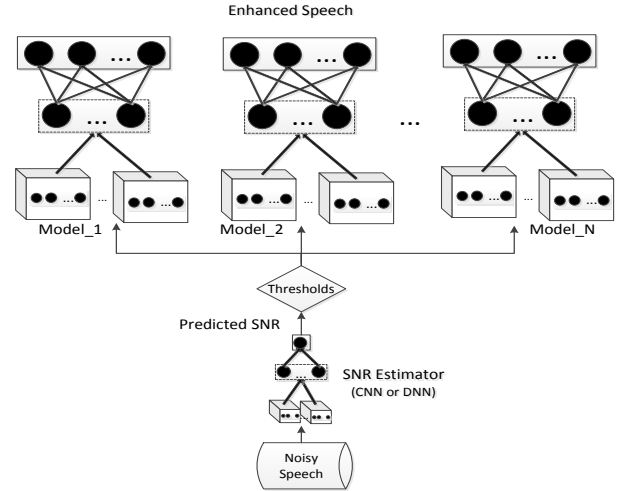 Enhanced Speech
...
... ... ... ... ...
... ... ... ... ... ... ... ... ...
Model_1 Model_2 Model_N
Thresholds
Predicted SNR
SNR Estimator
(CNN or DNN)
...
...
Noisy
Speech